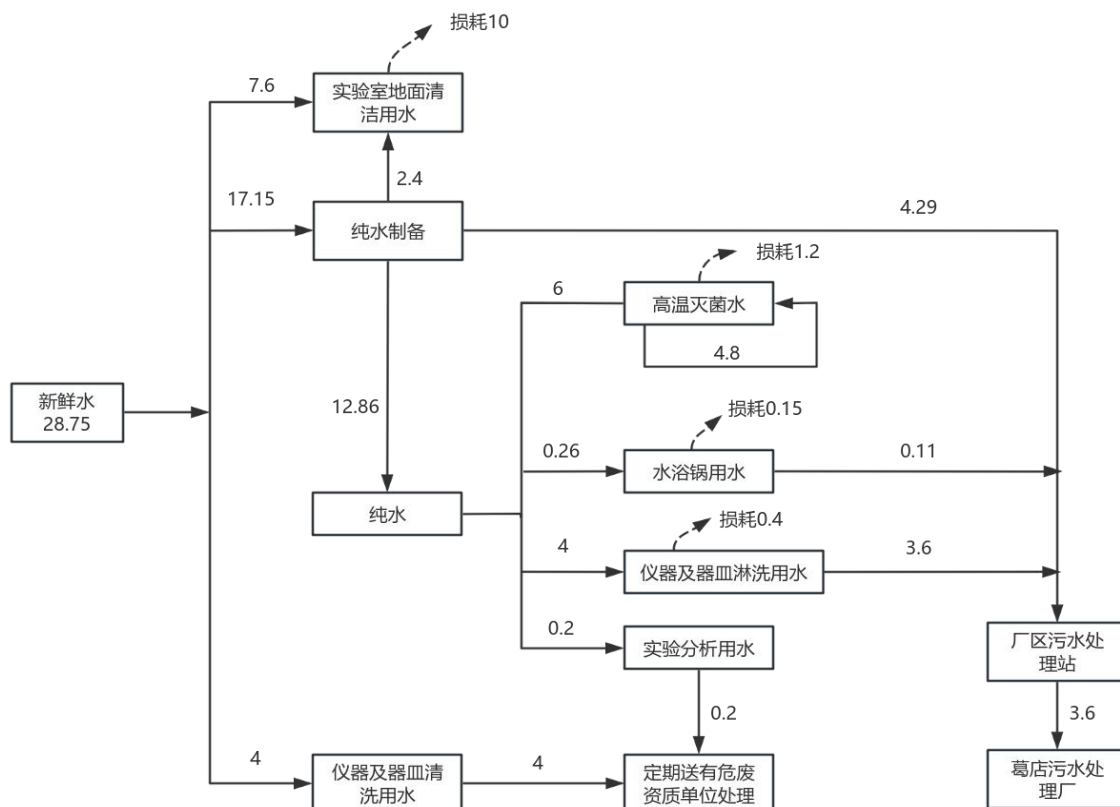 损耗10
7.6
实验室地面清
洁用水
2.4
17.15
纯水制备
4.29
损耗1.2
6
高温灭菌水
4.8
新鲜水
28.75
12.86
损耗0.15
0.26
水浴锅用水
0.11
纯水
损耗0.4
4
仪器及器皿淋洗用水
3.6
0.2
实验分析用水
厂区污水处
理站
0.2
3.6
4
仪器及器皿清
洗用水
4
定期送有危废
资质单位处理
葛店污水处
理厂